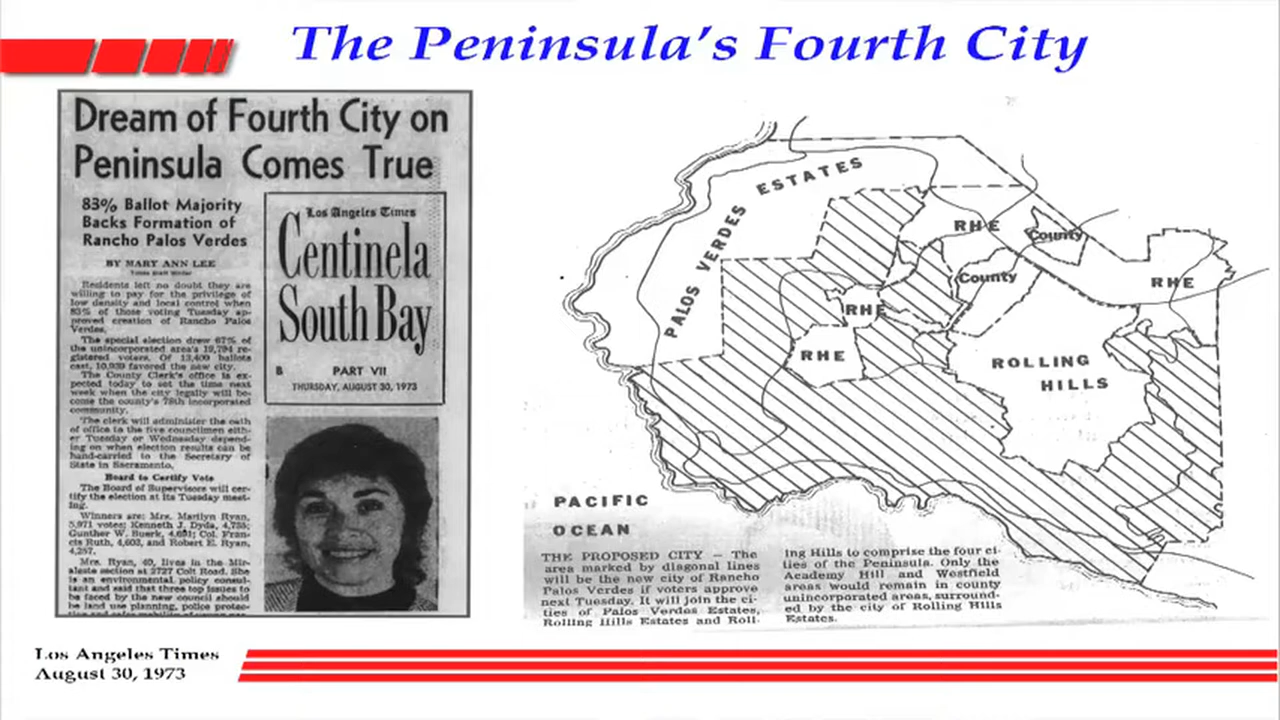 The Peninsula's Fourth City
Dream of Fourth City on
Peninsula Comes True
83% Ballot Majority
Backs Formation of
Rancho Palos Verdes
BY MARY ANN LEE
Times Staff Writer
Residents left no doubt they are
willing to pay for the privilege of
low density and local control when
83% of those voting Tuesday ap-
proved creation of Rancho Palos
Verdes.
The special election drew 67% of
the unincorporated area's 19,794 re-
gistered voters. Of 13,400 ballots
cast, 10,939 favored the new city.
The County Clerk's office is ex-
pected today to set the time next
week when the city legally will be-
come the county's 78th incorporated
community.
The clerk will administer the oath
of office to the five councilmen eith-
er Tuesday or Wednesday depend-
ing on when election results can be
hand-carried to the Secretary of
State in Sacramento.
Board to Certify Vote
The Board of Supervisors will cer-
tify the election at its Tuesday meet-
ing.
Winners are: Mrs. Marilyn Ryan,
5,971 votes; Kenneth J. Dyda, 4,735;
Gunther W. Buerk, 4,691; Col. Fran-
cis Ruth, 4,603, and Robert E. Ryan,
4,257.
Mrs. Ryan, 40, lives in the Mir-
aleste section at 2727 Colt Road. She
is an environmental policy consul-
tant and said that three top issues to
be faced by the new council should
be land use planning, police protec-
Los Angeles Times
Centinela
South Bay
B PART VII
THURSDAY, AUGUST 30, 1973
PALOS VERDES ESTATES
RHE
County
County
RHE
RHE
RHE
ROLLING
HILLS
PACIFIC
OCEAN
THE PROPOSED CITY — The
area marked by diagonal lines
will be the new city of Rancho
Palos Verdes if voters approve
next Tuesday. It will join the ci-
ties of Palos Verdes Estates,
Rolling Hills Estates and Roll-
ing Hills to comprise the four ci-
ties of the Peninsula. Only the
Academy Hill and Westfield
areas would remain in county
unincorporated areas, surround-
ed by the city of Rolling Hills
Estates.
Los Angeles Times
August 30, 1973